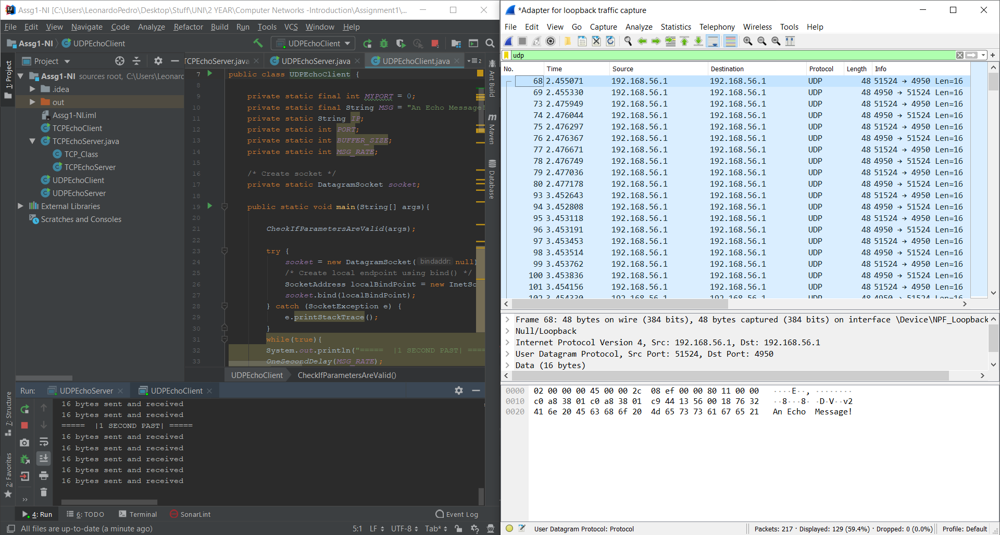 Assg1-NI [C:\Users\LeonardoPedro\Desktop\Stuff\UNI\2 YEAR\Computer Networks -Introduction\Assignment1\...
File Edit View Navigate Code Analyze Refactor Build Run Tools VCS Window Help
Assg1-NI UDPEchoClient UDPEchoClient
1: Project
Project
TCPEchoServer.java UDPEchoServer.java UDPEchoClient.java 2
Assg1-NI sources root, C:\Users\Leonard
.idea
out
Assg1-NI.iml
TCPEchoClient
TCPEchoServer.java
TCP_Class
TCPEchoServer
UDPEchoClient
UDPEchoServer
External Libraries
Scratches and Consoles
7 public class UDPEchoClient {
8
9 private static final int MYPORT = 0;
10 private static final String MSG = "An Echo Message!
11 private static String IP;
12 private static int PORT;
13 private static int BUFFER_SIZE;
14 private static int MSG_RATE;
15
16 /* Create socket */
17 private static DatagramSocket socket;
18
19 public static void main(String[] args){
20
21 CheckIfParametersAreValid(args);
22
23 try {
24 socket = new DatagramSocket( bindaddr: null)
25 /* Create local endpoint using bind() */
26 SocketAddress localBindPoint = new InetSo
27 socket.bind(localBindPoint);
28 } catch (SocketException e) {
29 e.printStackTrace();
30 }
31 while(true){
32 System.out.println("===== |1 SECOND PAST| ====
33 OneSecondDelay(MSG_RATE);
UDPEchoClient CheckIfParametersAreValid()
Ant Build
Maven
Database
Run: UDPEchoServer UDPEchoClient
16 bytes sent and received
16 bytes sent and received
===== |1 SECOND PAST| =====
16 bytes sent and received
16 bytes sent and received
16 bytes sent and received
16 bytes sent and received
16 bytes sent and received
7: Structure
2: Favorites
4: Run 6: TODO Terminal SonarLint Event Log
All files are up-to-date (a minute ago) 5:1 LF UTF-8 Tab*
*Adapter for loopback traffic capture
File Edit View Go Capture Analyze Statistics Telephony Wireless Tools Help
udp
No. Time Source Destination Protocol Length Info
68 2.455071 192.168.56.1 192.168.56.1 UDP 48 51524 → 4950 Len=16
69 2.455330 192.168.56.1 192.168.56.1 UDP 48 4950 → 51524 Len=16
73 2.475949 192.168.56.1 192.168.56.1 UDP 48 51524 → 4950 Len=16
74 2.476044 192.168.56.1 192.168.56.1 UDP 48 4950 → 51524 Len=16
75 2.476297 192.168.56.1 192.168.56.1 UDP 48 51524 → 4950 Len=16
76 2.476367 192.168.56.1 192.168.56.1 UDP 48 4950 → 51524 Len=16
77 2.476671 192.168.56.1 192.168.56.1 UDP 48 51524 → 4950 Len=16
78 2.476749 192.168.56.1 192.168.56.1 UDP 48 4950 → 51524 Len=16
79 2.477036 192.168.56.1 192.168.56.1 UDP 48 51524 → 4950 Len=16
80 2.477178 192.168.56.1 192.168.56.1 UDP 48 4950 → 51524 Len=16
93 3.452643 192.168.56.1 192.168.56.1 UDP 48 51524 → 4950 Len=16
94 3.452808 192.168.56.1 192.168.56.1 UDP 48 4950 → 51524 Len=16
95 3.453118 192.168.56.1 192.168.56.1 UDP 48 51524 → 4950 Len=16
96 3.453191 192.168.56.1 192.168.56.1 UDP 48 4950 → 51524 Len=16
97 3.453453 192.168.56.1 192.168.56.1 UDP 48 51524 → 4950 Len=16
98 3.453514 192.168.56.1 192.168.56.1 UDP 48 4950 → 51524 Len=16
99 3.453762 192.168.56.1 192.168.56.1 UDP 48 51524 → 4950 Len=16
100 3.453836 192.168.56.1 192.168.56.1 UDP 48 4950 → 51524 Len=16
101 3.454156 192.168.56.1 192.168.56.1 UDP 48 51524 → 4950 Len=16
102 3.454330 192.168.56.1 192.168.56.1 UDP 48 4950 → 51524 Len=16
Frame 68: 48 bytes on wire (384 bits), 48 bytes captured (384 bits) on interface \Device\NPF_Loopback
Null/Loopback
Internet Protocol Version 4, Src: 192.168.56.1, Dst: 192.168.56.1
User Datagram Protocol, Src Port: 51524, Dst Port: 4950
Data (16 bytes)
0000 02 00 00 00 45 00 00 2c 08 ef 00 00 80 11 00 00 ····E··, ········
0010 c0 a8 38 01 c0 a8 38 01 c9 44 13 56 00 18 76 32 ··8···8· ·D·V··v2
0020 41 6e 20 45 63 68 6f 20 4d 65 73 73 61 67 65 21 An Echo Message!
User Datagram Protocol: Protocol Packets: 217 · Displayed: 129 (59.4%) · Dropped: 0 (0.0%) Profile: Default